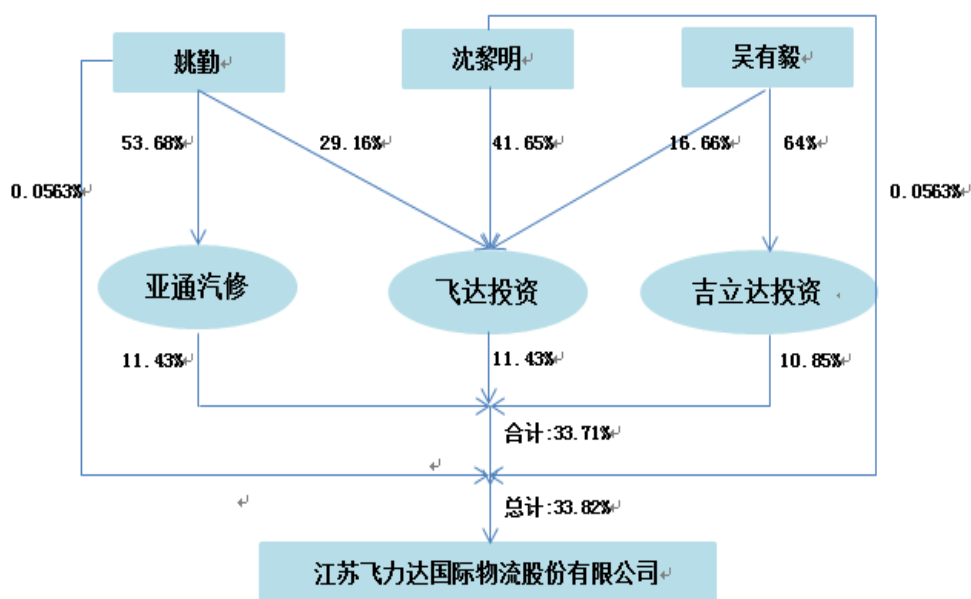 姚勤
沈黎明
吴有毅
53.68%
29.16%
41.65%
16.66%
64%
0.0563%
0.0563%
亚通汽修
飞达投资
吉立达投资
11.43%
11.43%
10.85%
合计:33.71%
总计:33.82%
江苏飞力达国际物流股份有限公司